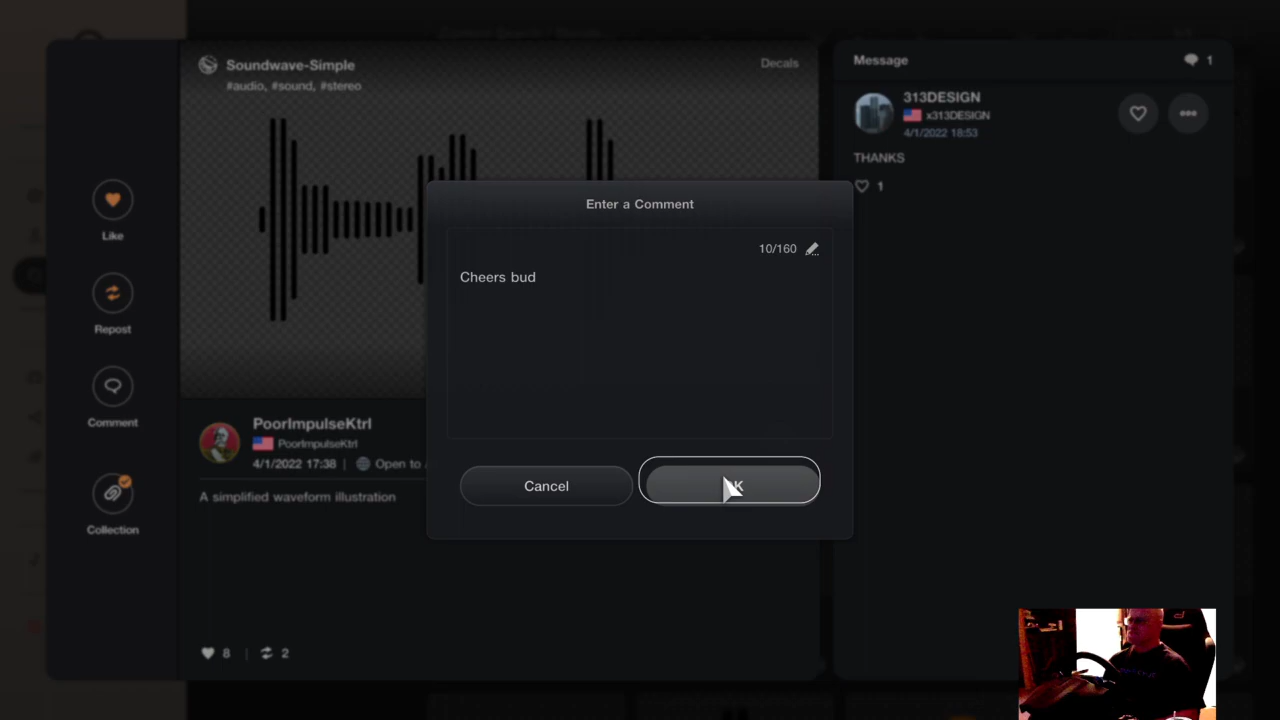 Soundwave-Simple
Decals
#audio, #sound, #stereo
Message
1
313DESIGN
x313DESIGN
4/1/2022 18:53
THANKS
1
Like
Repost
Comment
Collection
Enter a Comment
10/160
Cheers bud
Cancel
PoorImpulseKtrl
PoorImpulseKtrl
4/1/2022 17:38 | Open to
A simplified waveform illustration
8 | 2